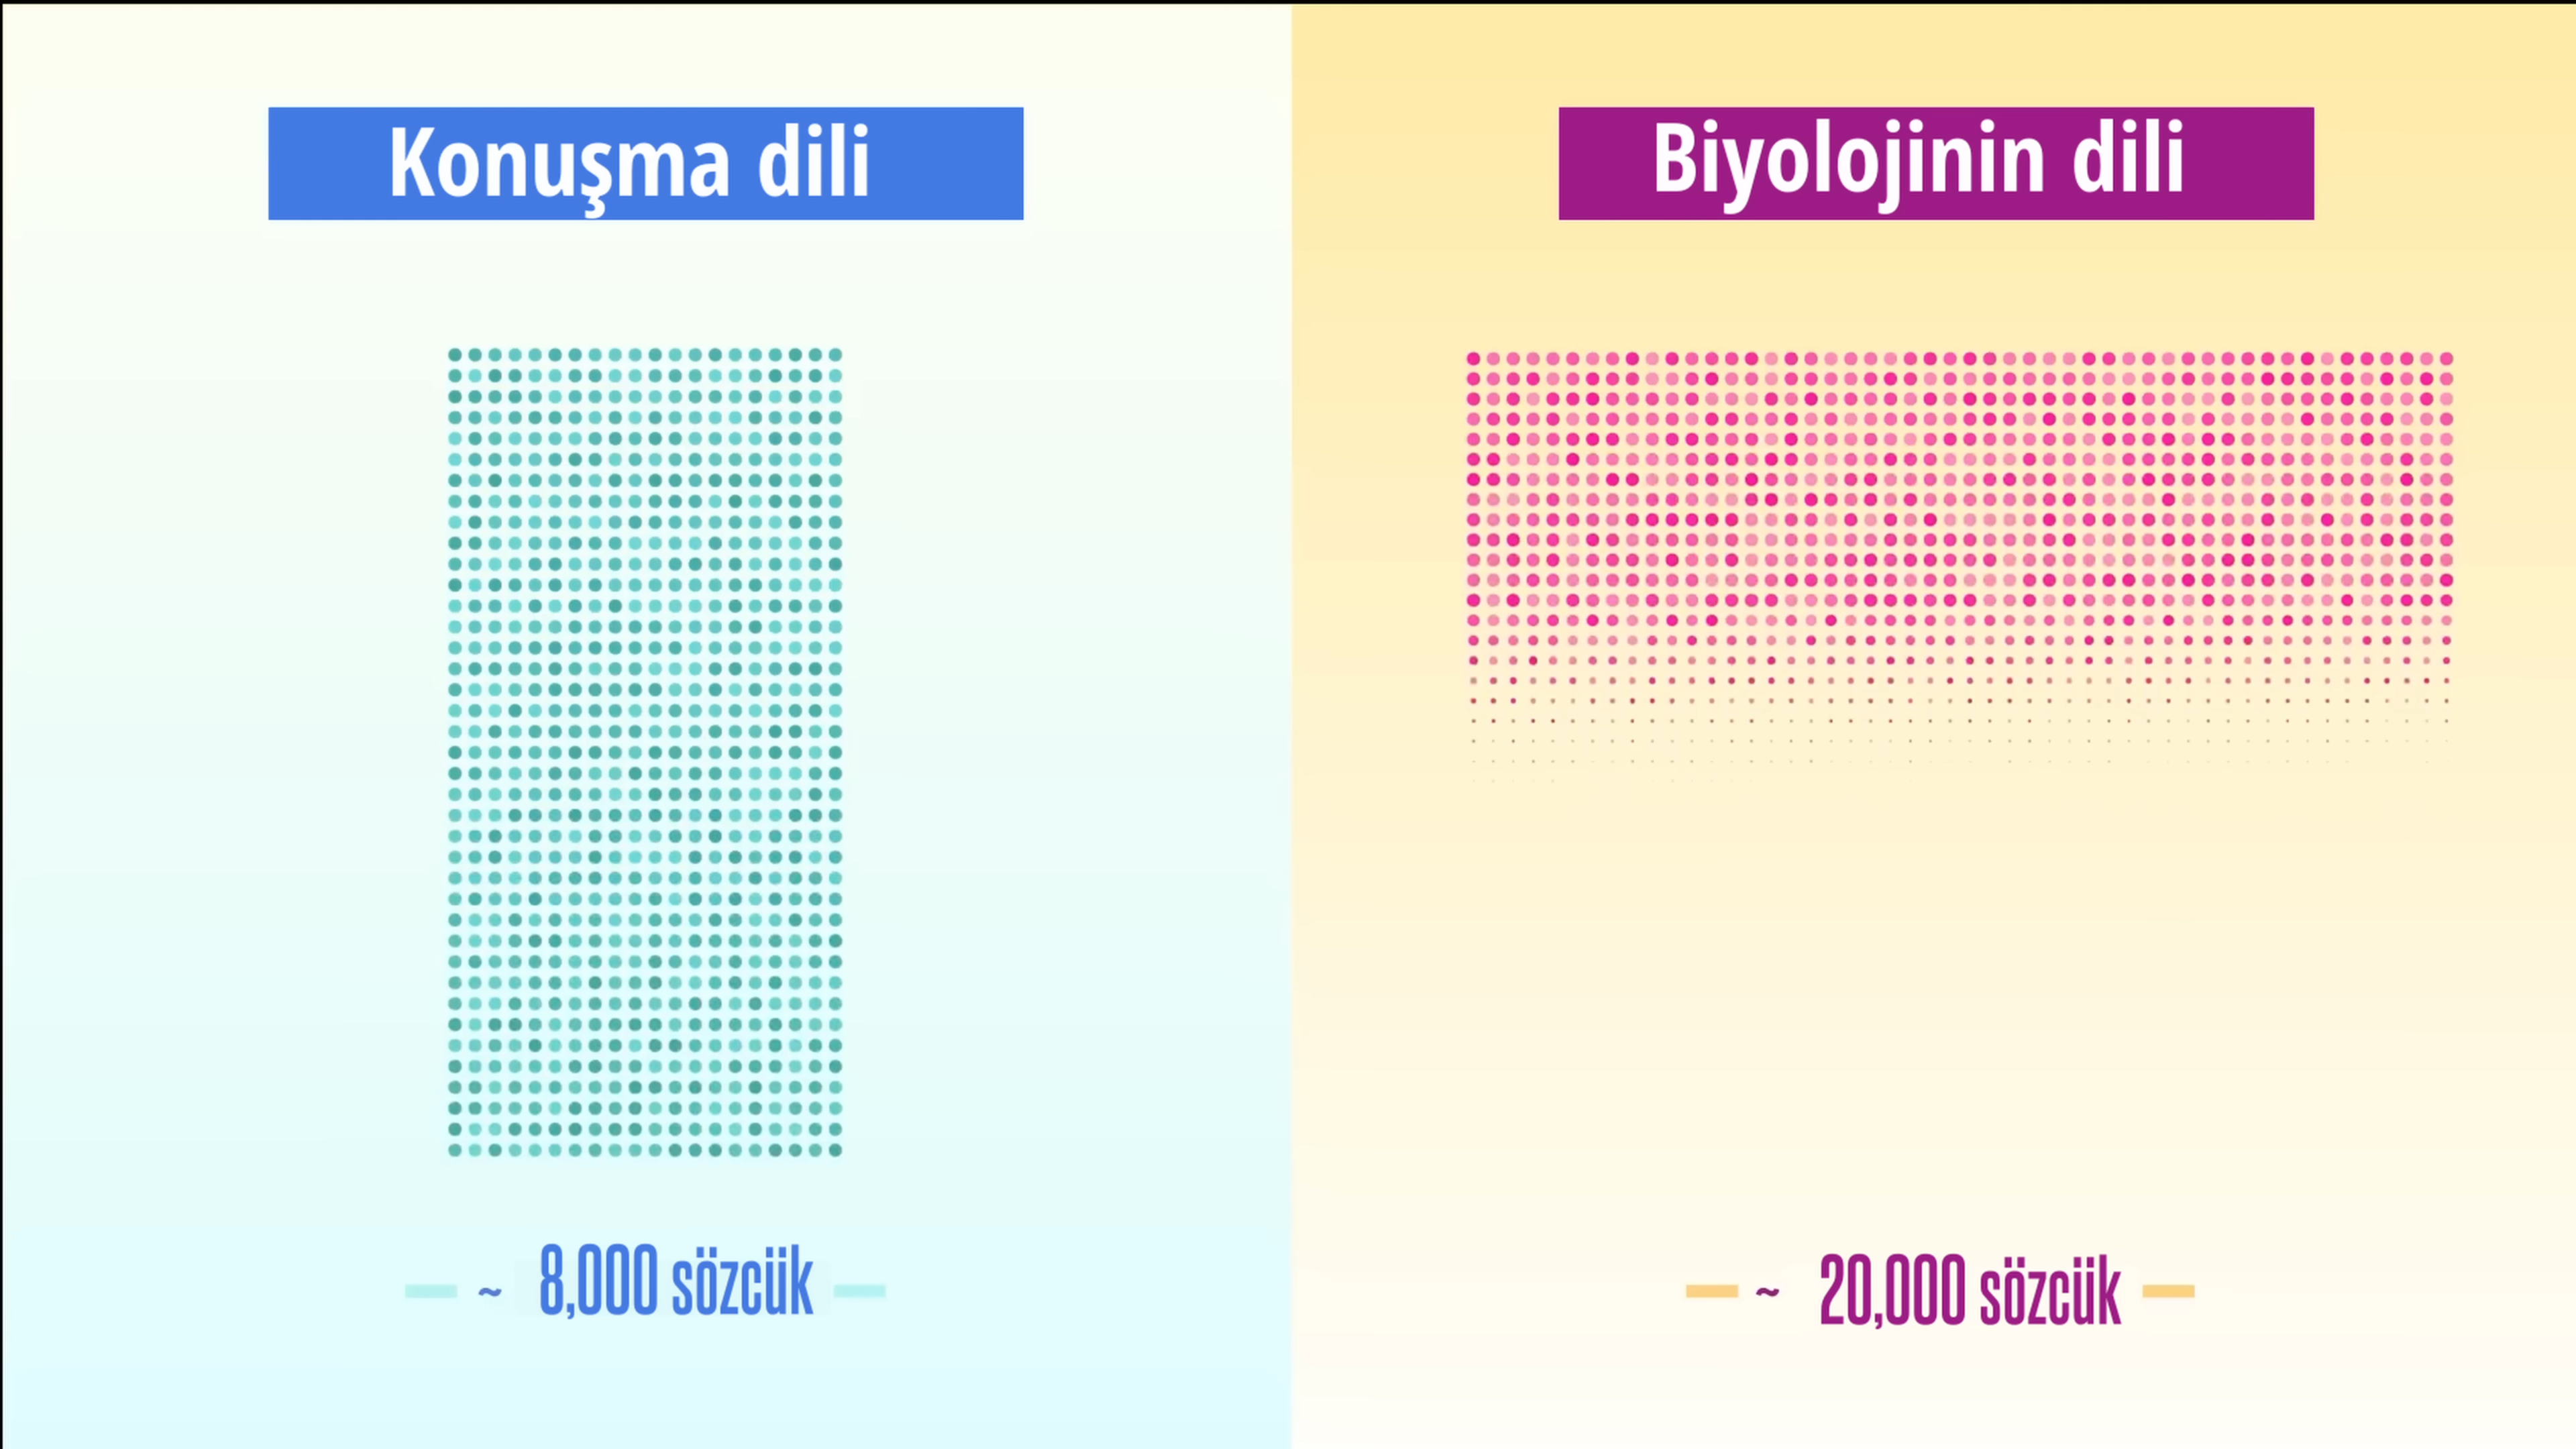 Konuşma dili
Biyolojinin dili
~ 8,000 sözcük
~ 20,000 sözcük